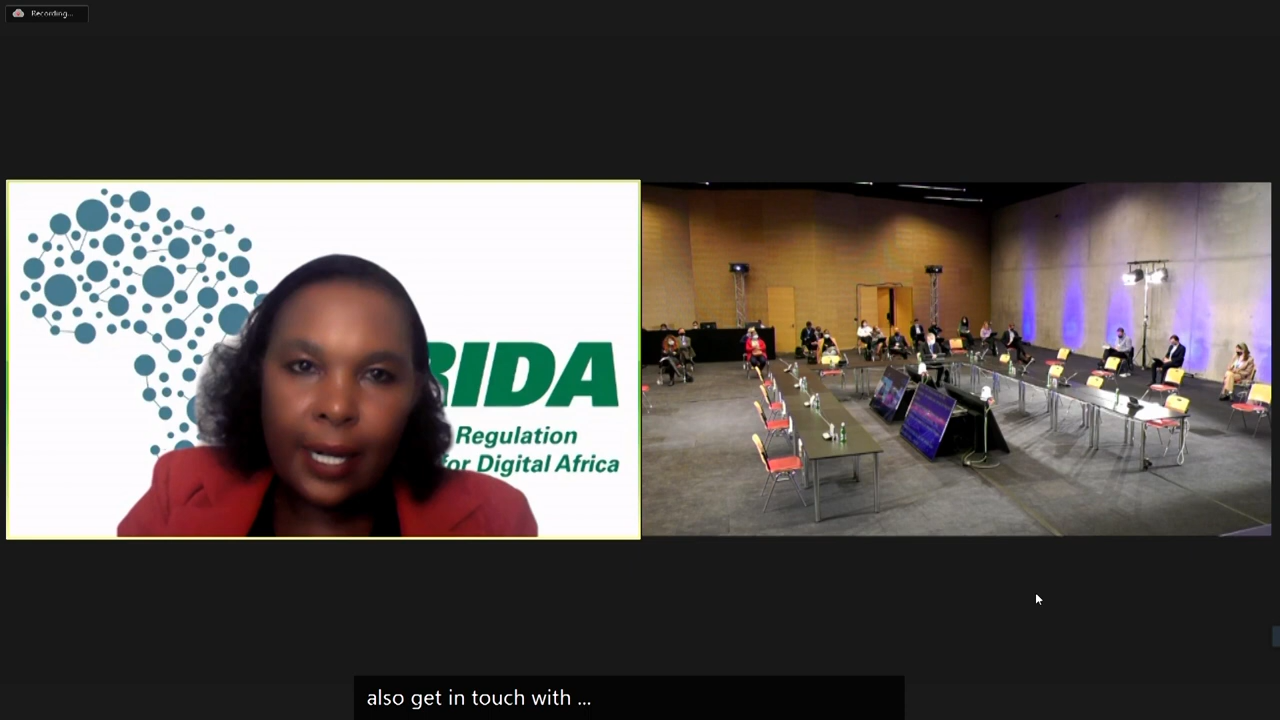 Recording...
RIDA
Regulation
for Digital Africa
also get in touch with ...